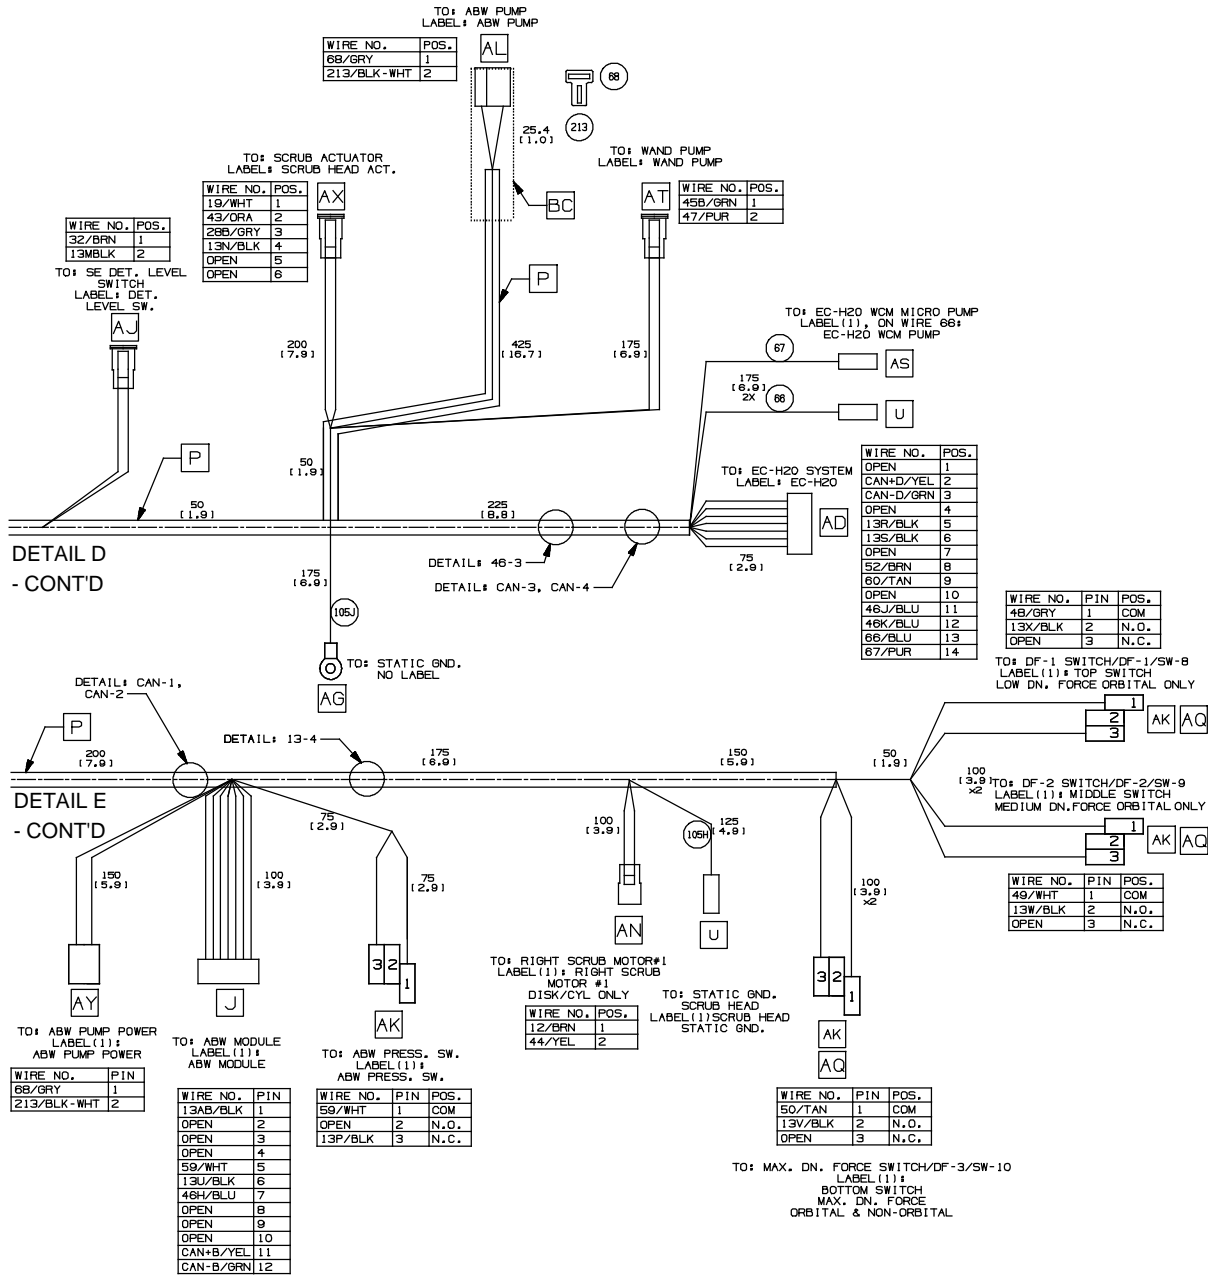 TO: ABW PUMP
LABEL: ABW PUMP
WIRE NO. POS.
68/GRY 1
213/BLK-WHT 2
AL
68
213
25.4
[1.0]
BC
TO: SCRUB ACTUATOR
LABEL: SCRUB HEAD ACT.
WIRE NO. POS.
19/WHT 1
43/ORA 2
28B/GRY 3
13N/BLK 4
OPEN 5
OPEN 6
AX
TO: WAND PUMP
LABEL: WAND PUMP
AT
WIRE NO. POS.
45B/GRN 1
47/PUR 2
WIRE NO. POS.
32/BRN 1
13MBLK 2
TO: SE DET. LEVEL
SWITCH
LABEL: DET.
LEVEL SW.
AJ
P
200
[7.9]
425
[16.7]
175
[6.9]
TO: EC-H2O WCM MICRO PUMP
LABEL(1), ON WIRE 66:
EC-H2O WCM PUMP
67
AS
175
[6.9]
2X
66
U
P
50
[1.9]
50
[1.9]
225
[8.8]
TO: EC-H2O SYSTEM
LABEL: EC-H2O
AD
75
[2.9]
WIRE NO. POS.
OPEN 1
CAN+D/YEL 2
CAN-D/GRN 3
OPEN 4
13R/BLK 5
13S/BLK 6
OPEN 7
52/BRN 8
60/TAN 9
OPEN 10
46J/BLU 11
46K/BLU 12
66/BLU 13
67/PUR 14
DETAIL D
- CONT'D
DETAIL: 46-3
DETAIL: CAN-3, CAN-4
175
[6.9]
105J
TO: STATIC GND.
NO LABEL
AG
WIRE NO. PIN POS.
48/GRY 1 COM
13X/BLK 2 N.O.
OPEN 3 N.C.
TO: DF-1 SWITCH/DF-1/SW-8
LABEL(1): TOP SWITCH
LOW DN. FORCE ORBITAL ONLY
1
2
3
AK AQ
DETAIL: CAN-1,
CAN-2
P
200
[7.9]
DETAIL: 13-4
175
[6.9]
150
[5.9]
50
[1.9]
100
[3.9]
x2
TO: DF-2 SWITCH/DF-2/SW-9
LABEL(1): MIDDLE SWITCH
MEDIUM DN.FORCE ORBITAL ONLY
1
2
3
AK AQ
WIRE NO. PIN POS.
49/WHT 1 COM
13W/BLK 2 N.O.
OPEN 3 N.C.
DETAIL E
- CONT'D
150
[5.9]
100
[3.9]
75
[2.9]
75
[2.9]
100
[3.9]
105H
125
[4.9]
100
[3.9]
x2
AY
TO: ABW PUMP POWER
LABEL(1):
ABW PUMP POWER
WIRE NO. PIN
68/GRY 1
213/BLK-WHT 2
J
TO: ABW MODULE
LABEL(1):
ABW MODULE
WIRE NO. PIN
13AB/BLK 1
OPEN 2
OPEN 3
OPEN 4
59/WHT 5
13U/BLK 6
46H/BLU 7
OPEN 8
OPEN 9
OPEN 10
CAN+B/YEL 11
CAN-B/GRN 12
3 2
1
AK
TO: ABW PRESS. SW.
LABEL(1):
ABW PRESS. SW.
WIRE NO. PIN POS.
59/WHT 1 COM
OPEN 2 N.O.
13P/BLK 3 N.C.
AN
TO: RIGHT SCRUB MOTOR#1
LABEL(1): RIGHT SCRUB
MOTOR #1
DISK/CYL ONLY
WIRE NO. POS.
12/BRN 1
44/YEL 2
U
TO: STATIC GND.
SCRUB HEAD
LABEL(1)SCRUB HEAD
STATIC GND.
3 2
1
AK
AQ
WIRE NO. PIN POS.
50/TAN 1 COM
13V/BLK 2 N.O.
OPEN 3 N.C.
TO: MAX. DN. FORCE SWITCH/DF-3/SW-10
LABEL(1):
BOTTOM SWITCH
MAX. DN. FORCE
ORBITAL & NON-ORBITAL